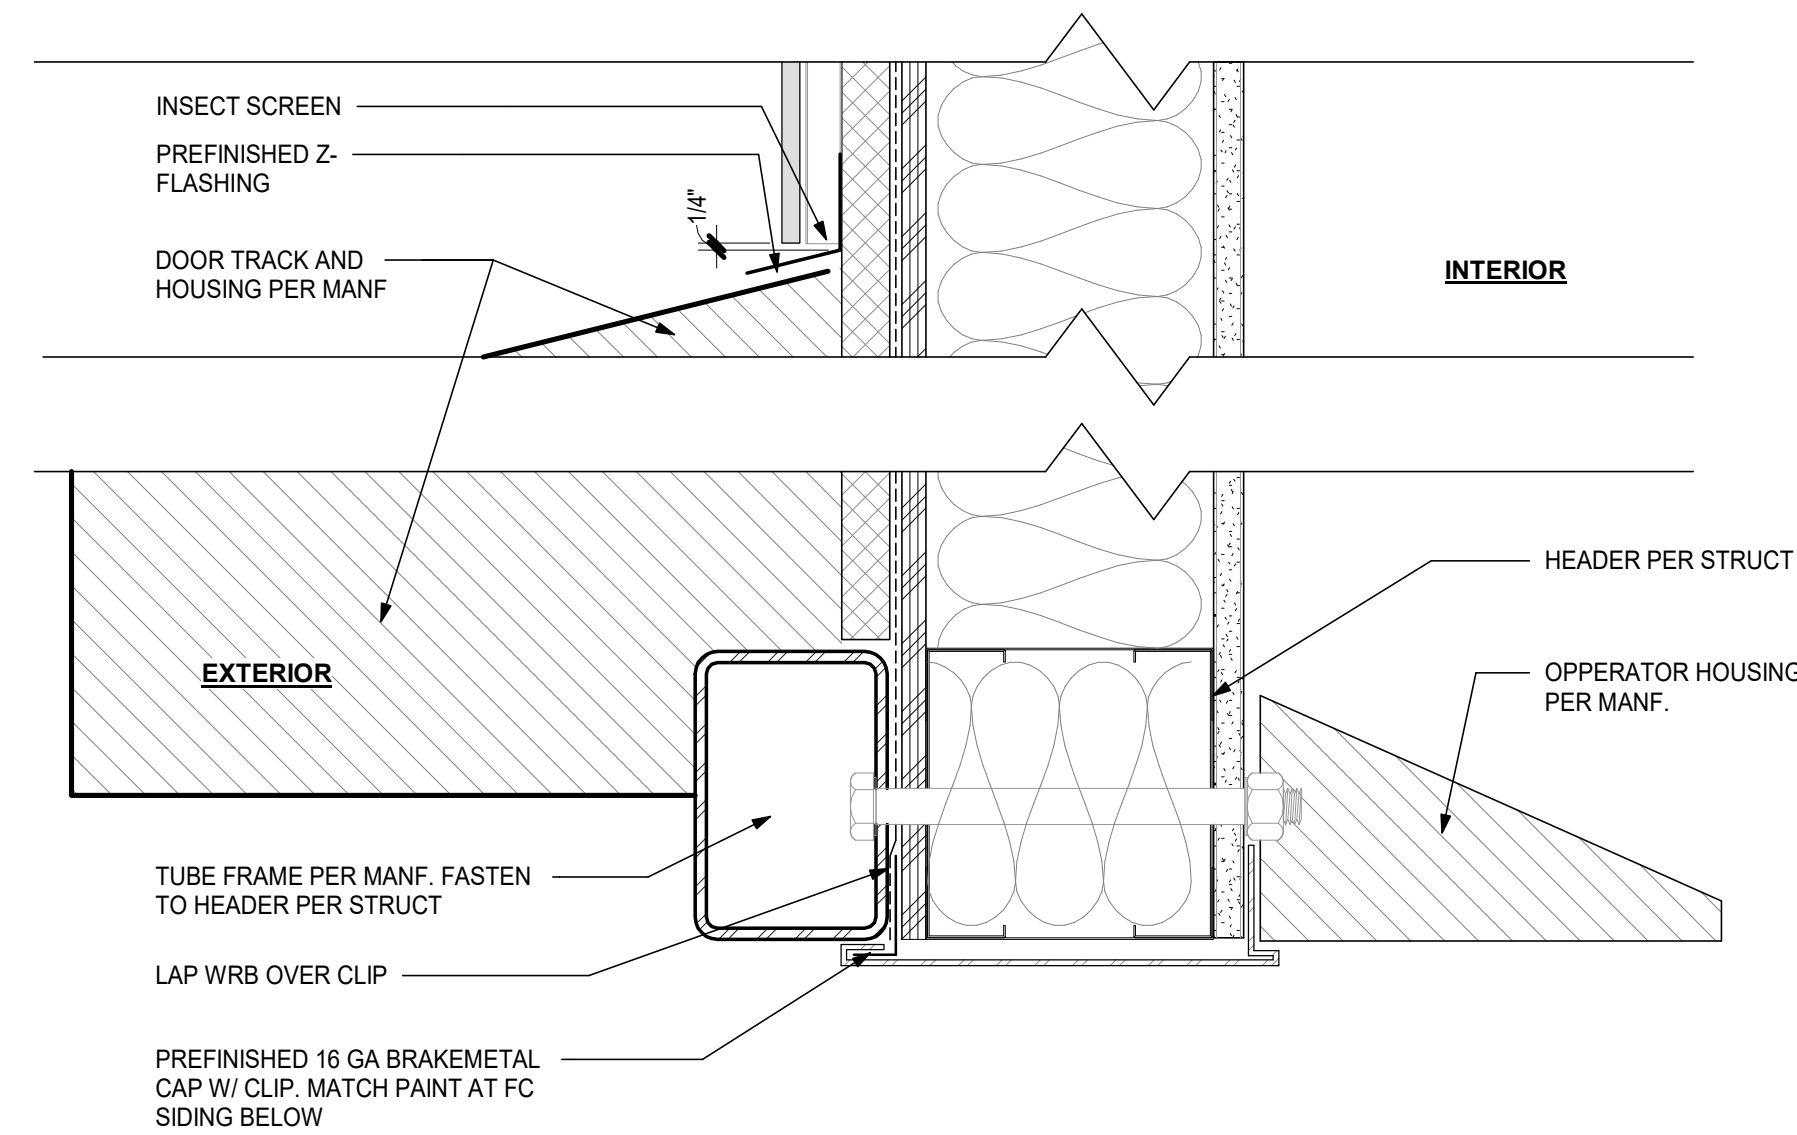 INSECT SCREEN
PREFINISHED Z-
FLASHING
1/4"
DOOR TRACK AND
HOUSING PER MANF
INTERIOR
HEADER PER STRUCT
EXTERIOR
OPPERATOR HOUSING
PER MANF.
TUBE FRAME PER MANF. FASTEN
TO HEADER PER STRUCT
LAP WRB OVER CLIP
PREFINISHED 16 GA BRAKEMETAL
CAP W/ CLIP. MATCH PAINT AT FC
SIDING BELOW